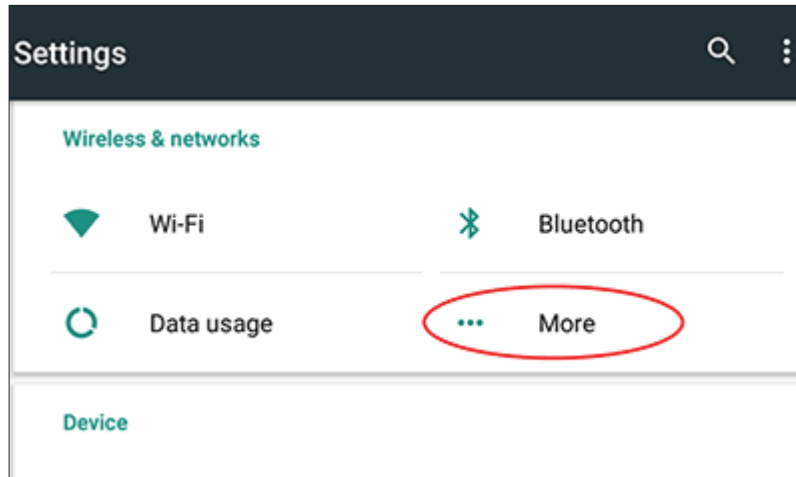 Settings
Wireless & networks
Wi-Fi
Bluetooth
Data usage
More
Device